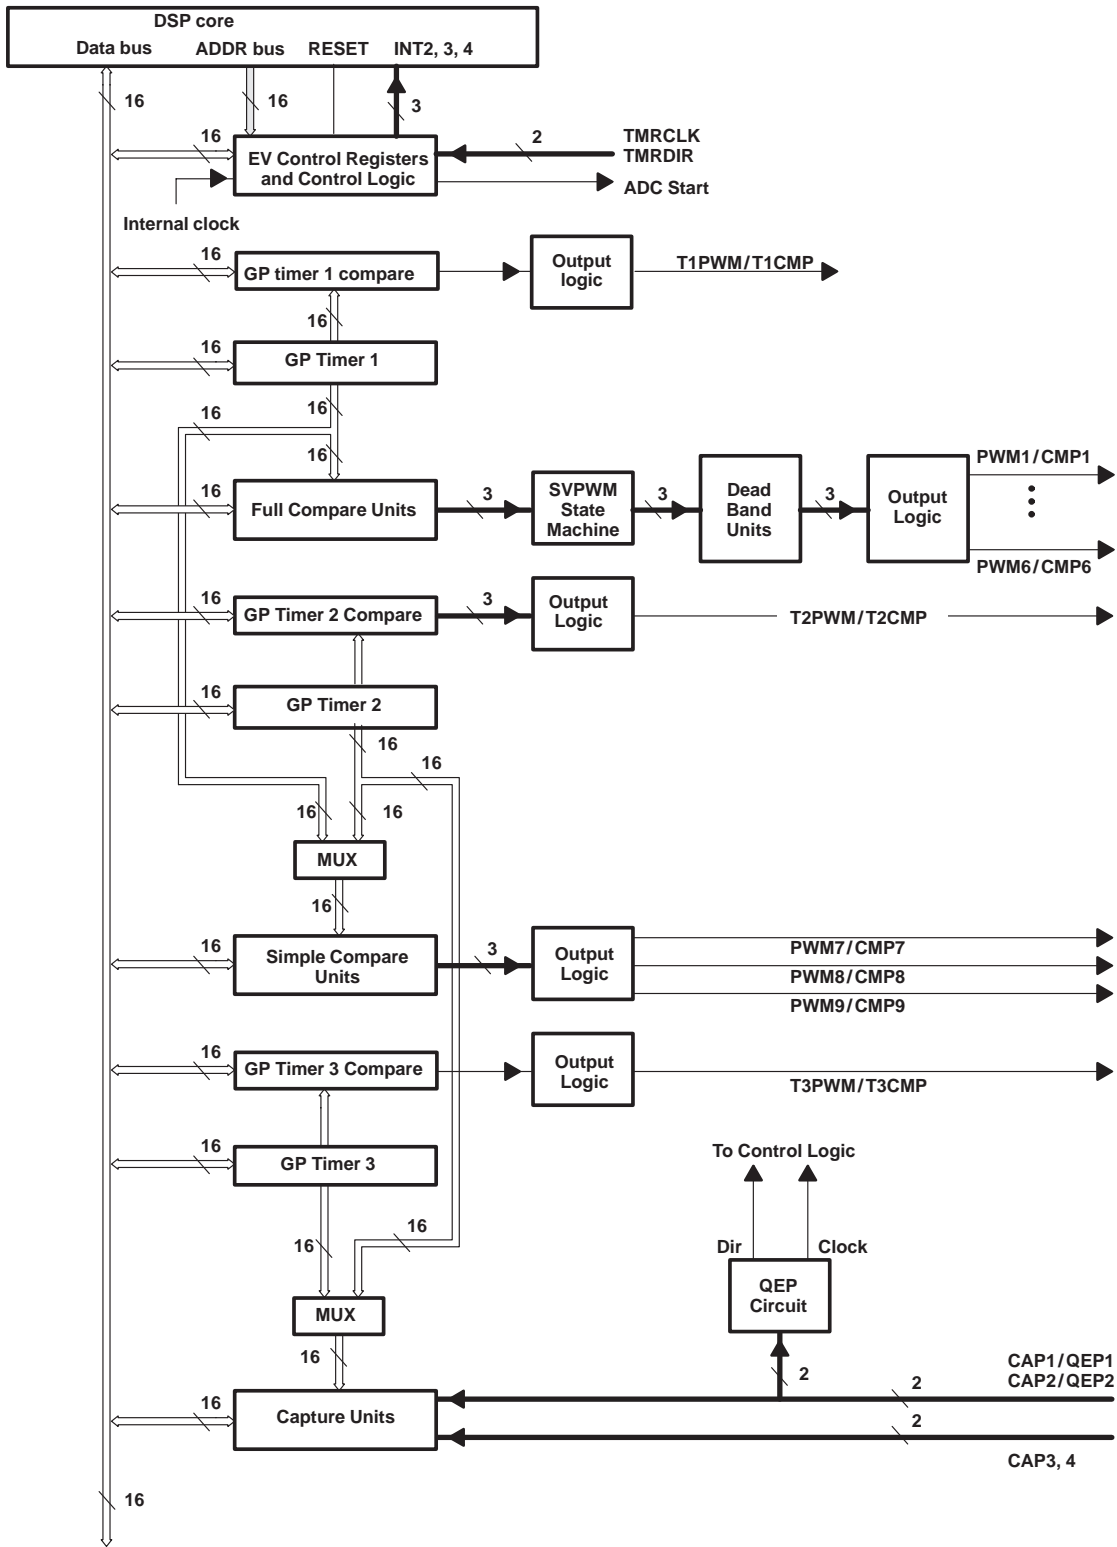 DSP core
Data bus
ADDR bus
RESET
INT2, 3, 4
16
16
3
16
EV Control Registers
and Control Logic
2
TMRCLK
TMRDIR
ADC Start
Internal clock
16
GP timer 1 compare
Output
logic
T1PWM/T1CMP
16
16
GP Timer 1
16
16
16
16
Full Compare Units
3
SVPWM
State
Machine
3
Dead
Band
Units
3
Output
Logic
PWM1/CMP1
PWM6/CMP6
16
GP Timer 2 Compare
3
Output
Logic
T2PWM/T2CMP
16
GP Timer 2
16
16
16
16
MUX
16
16
Simple Compare
Units
3
Output
Logic
PWM7/CMP7
PWM8/CMP8
PWM9/CMP9
16
GP Timer 3 Compare
Output
Logic
T3PWM/T3CMP
16
GP Timer 3
To Control Logic
16
16
Dir
Clock
QEP
Circuit
MUX
16
2
CAP1/QEP1
CAP2/QEP2
16
Capture Units
2
2
CAP3, 4
16